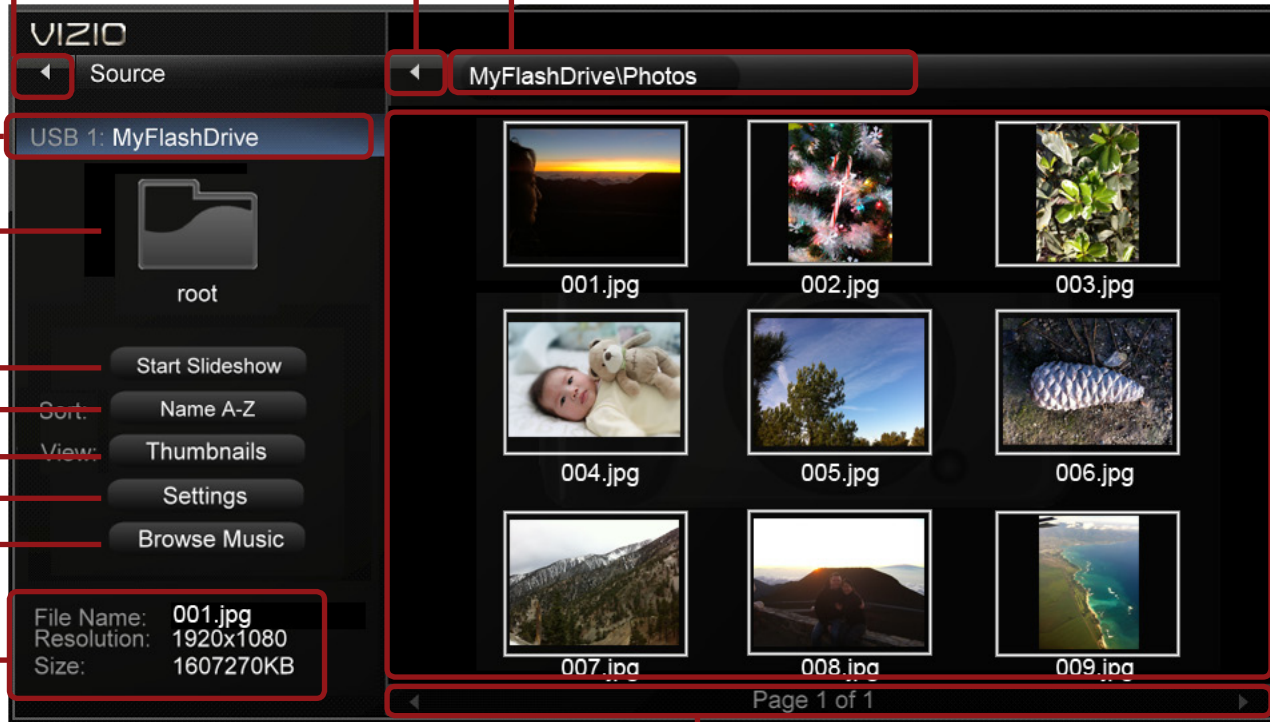 VIZIO
Source
USB 1: MyFlashDrive
root
Start Slideshow
Sort: Name A-Z
View: Thumbnails
Settings
Browse Music
File Name: 001.jpg
Resolution: 1920x1080
Size: 1607270KB
MyFlashDrive\Photos
001.jpg 002.jpg 003.jpg
004.jpg 005.jpg 006.jpg
007.jpg 008.jpg 009.jpg
Page 1 of 1